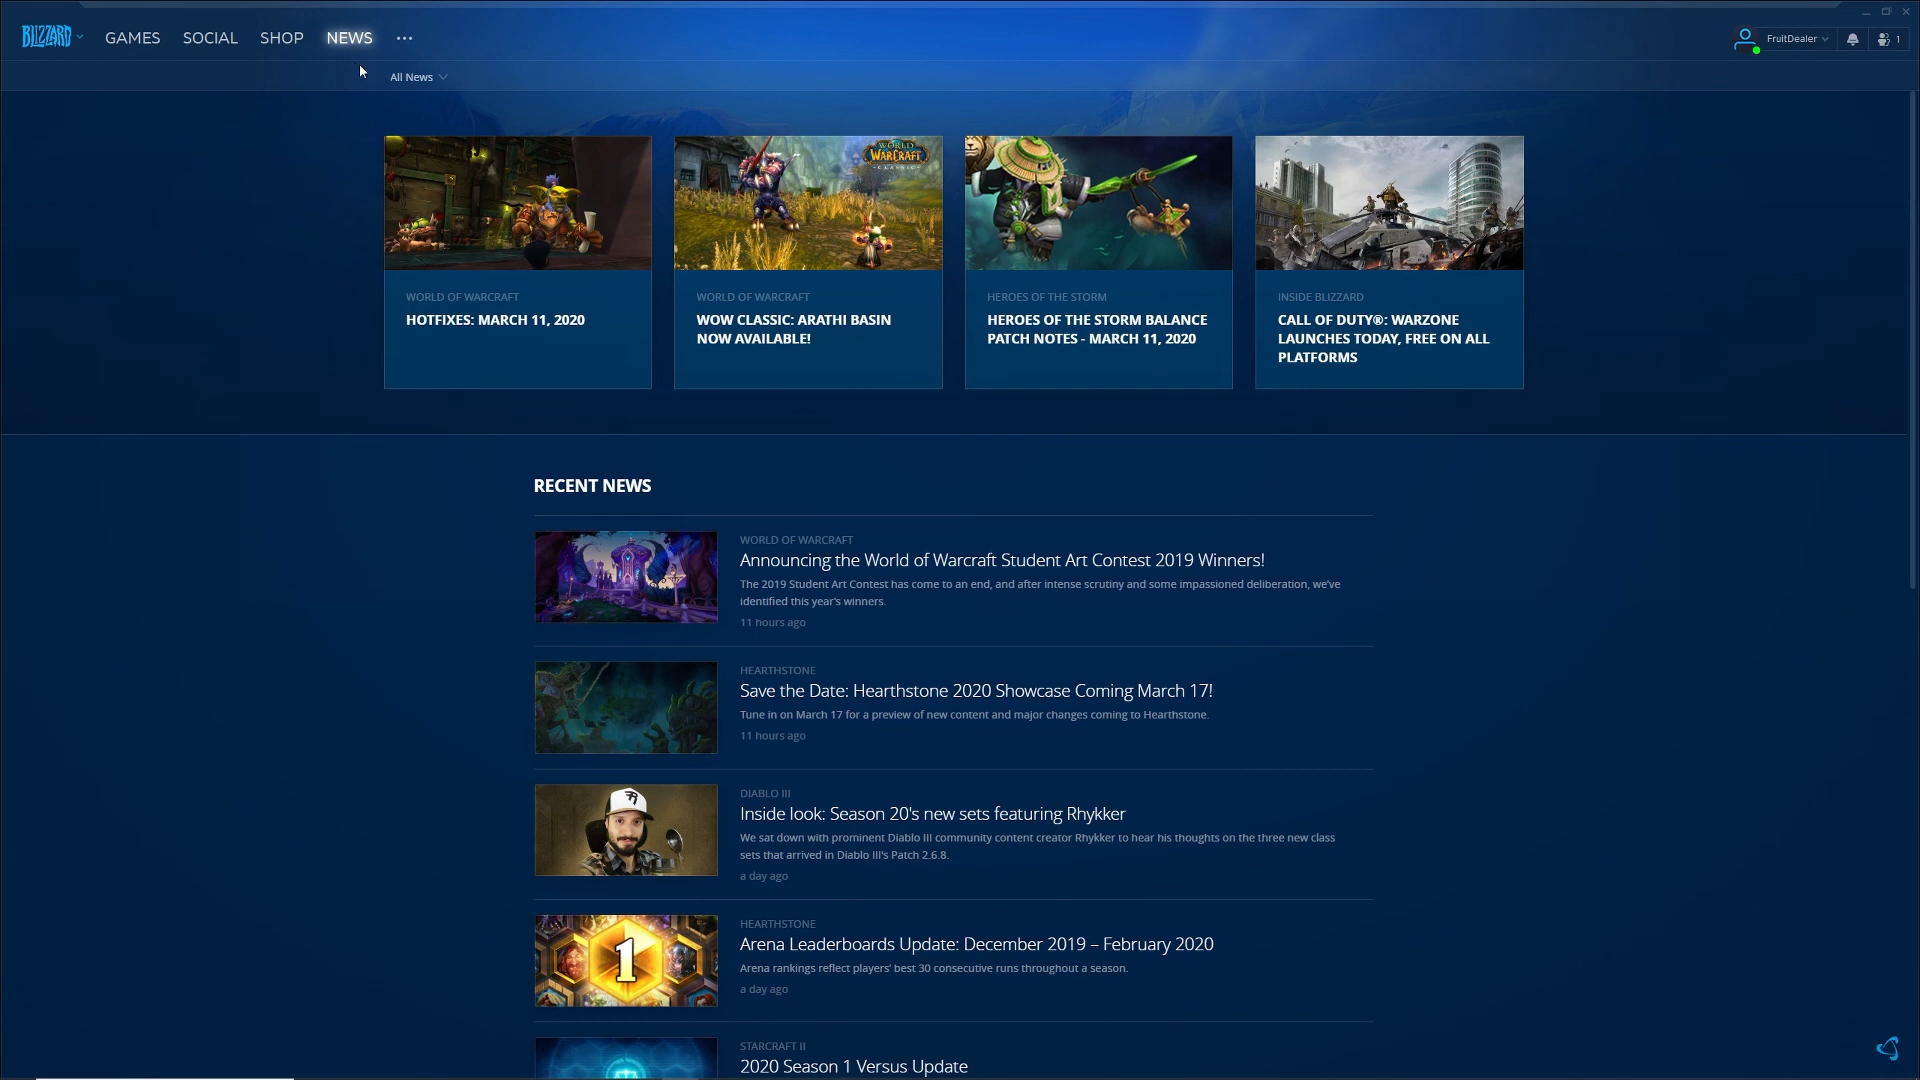 BLIZZARD
GAMES
SOCIAL
SHOP
NEWS
FruitDealer
1
All News
WORLD OF WARCRAFT CLASSIC
WORLD OF WARCRAFT
HOTFIXES: MARCH 11, 2020
WORLD OF WARCRAFT
WOW CLASSIC: ARATHI BASIN
NOW AVAILABLE!
HEROES OF THE STORM
HEROES OF THE STORM BALANCE
PATCH NOTES - MARCH 11, 2020
INSIDE BLIZZARD
CALL OF DUTY®: WARZONE
LAUNCHES TODAY, FREE ON ALL
PLATFORMS
RECENT NEWS
WORLD OF WARCRAFT
Announcing the World of Warcraft Student Art Contest 2019 Winners!
The 2019 Student Art Contest has come to an end, and after intense scrutiny and some impassioned deliberation, we've
identified this year's winners.
11 hours ago
HEARTHSTONE
Save the Date: Hearthstone 2020 Showcase Coming March 17!
Tune in on March 17 for a preview of new content and major changes coming to Hearthstone.
11 hours ago
DIABLO III
Inside look: Season 20's new sets featuring Rhykker
We sat down with prominent Diablo III community content creator Rhykker to hear his thoughts on the three new class
sets that arrived in Diablo III's Patch 2.6.8.
a day ago
1
HEARTHSTONE
Arena Leaderboards Update: December 2019 – February 2020
Arena rankings reflect players' best 30 consecutive runs throughout a season.
a day ago
STARCRAFT II
2020 Season 1 Versus Update